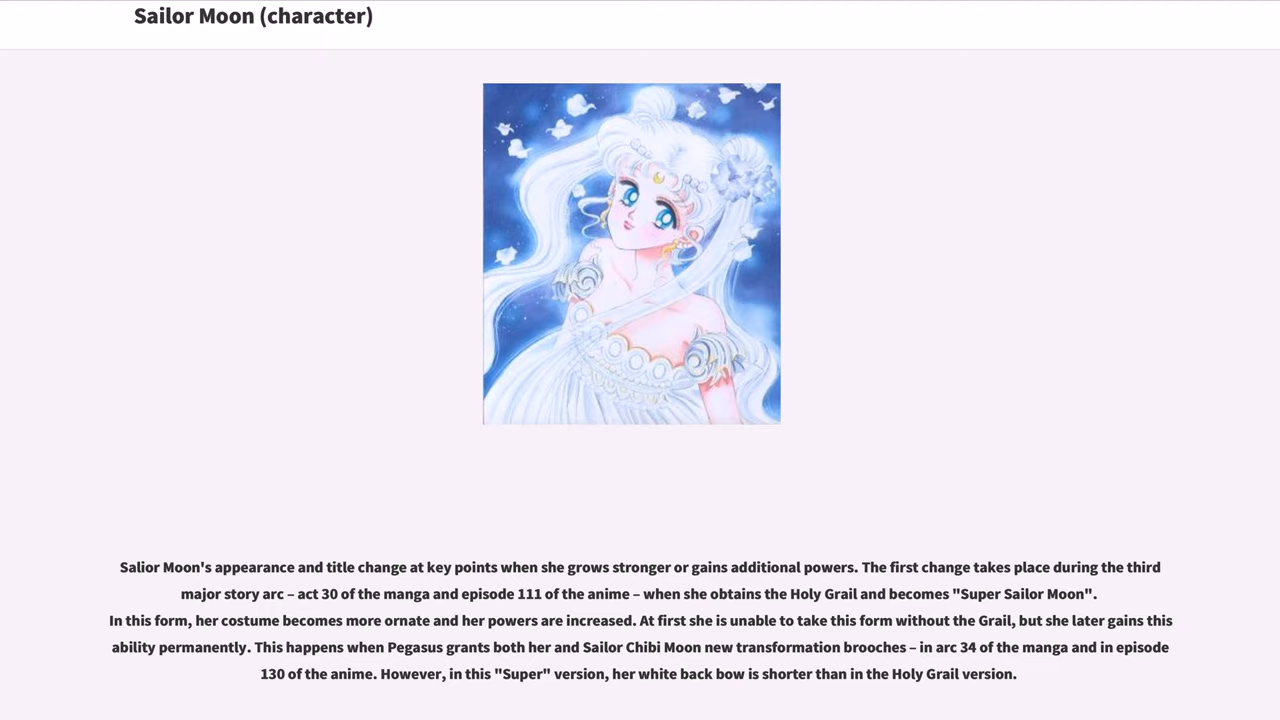 Sailor Moon (character)
Salior Moon's appearance and title change at key points when she grows stronger or gains additional powers. The first change takes place during the third
major story arc – act 30 of the manga and episode 111 of the anime – when she obtains the Holy Grail and becomes "Super Sailor Moon".
In this form, her costume becomes more ornate and her powers are increased. At first she is unable to take this form without the Grail, but she later gains this
ability permanently. This happens when Pegasus grants both her and Sailor Chibi Moon new transformation brooches – in arc 34 of the manga and in episode
130 of the anime. However, in this "Super" version, her white back bow is shorter than in the Holy Grail version.